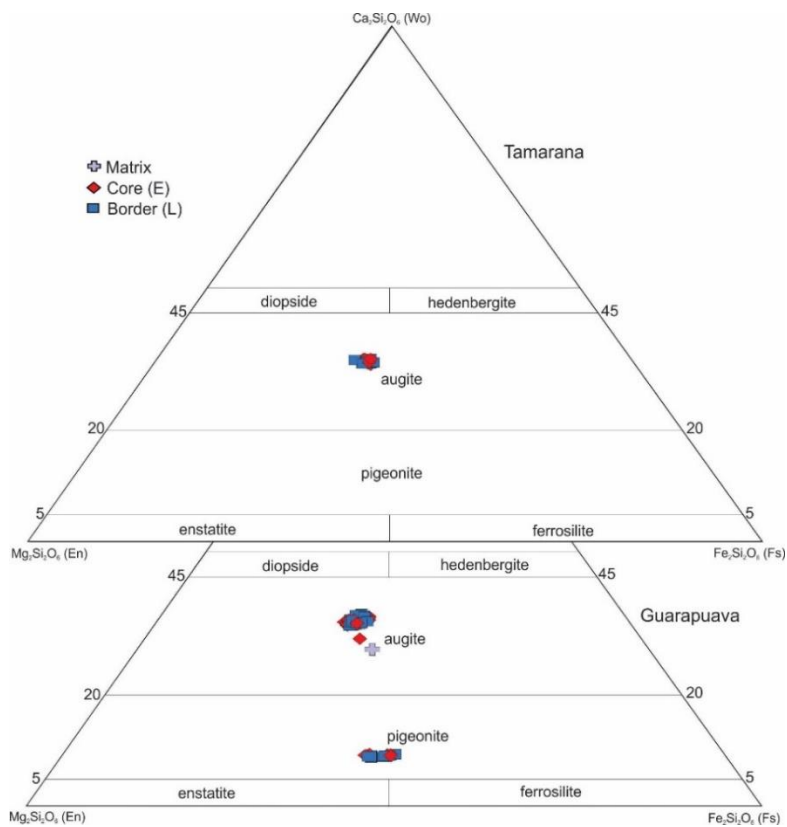 Ca₂Si₂O₆ (Wo)
Tamarana
Matrix
Core (E)
Border (L)
diopside hedenbergite
45 45
augite
20 20
pigeonite
5 5
enstatite ferrosilite
Mg₂Si₂O₆ (En) Fe₂Si₂O₆ (Fs)
diopside hedenbergite
45 45
Guarapuava
augite
20 20
pigeonite
5 5
enstatite ferrosilite
Mg₂Si₂O₆ (En) Fe₂Si₂O₆ (Fs)